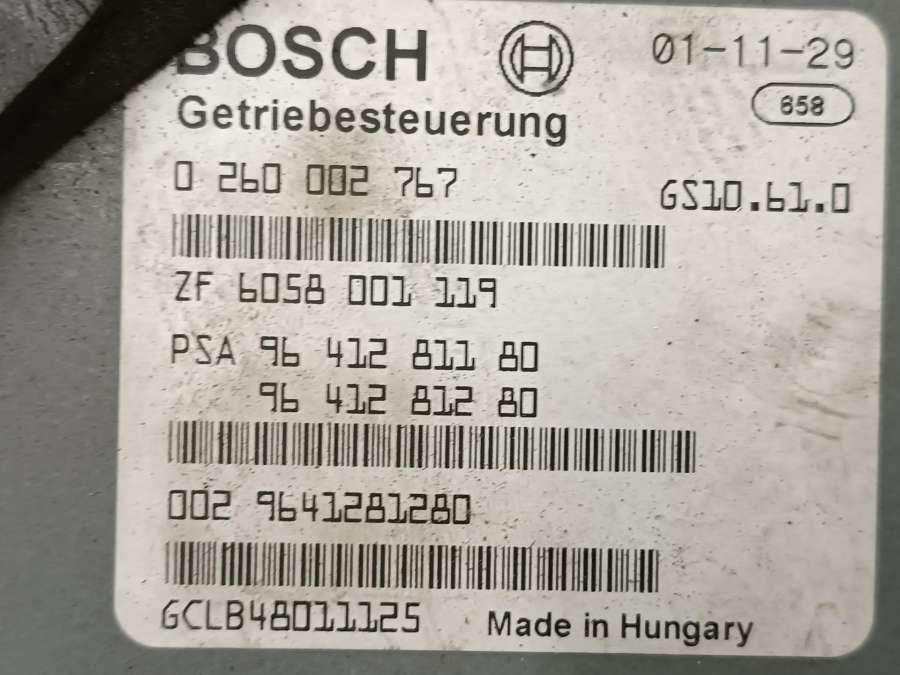 BOSCH 01-11-29
658
Getriebesteuerung
0 260 002 767 GS10.61.0
ZF 6058 001 119
PSA 96 412 811 80
96 412 812 80
002 9641281280
GCLB48011125 Made in Hungary